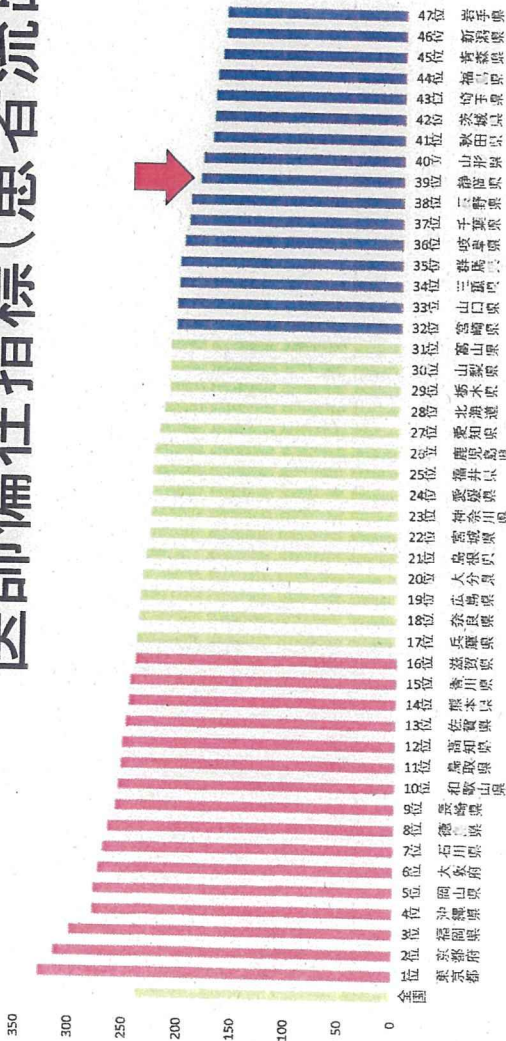 医師偏在指標(患者流
350
300
250
200
150
100
50
0
全国
1位 東京都
2位 京都府
3位 福岡県
4位 沖縄県
5位 岡山県
6位 大阪府
7位 石川県
8位 徳島県
9位 長崎県
10位 和歌山県
11位 鳥取県
12位 高知県
13位 佐賀県
14位 熊本県
15位 香川県
16位 滋賀県
17位 兵庫県
18位 奈良県
19位 広島県
20位 大分県
21位 島根県
22位 宮城県
23位 神奈川県
24位 愛媛県
25位 福井県
26位 鹿児島県
27位 愛知県
28位 北海道
29位 栃木県
30位 山梨県
31位 富山県
32位 宮崎県
33位 山口県
34位 三重県
35位 群馬県
36位 岐阜県
37位 千葉県
38位 長野県
39位 静岡県
40位 山形県
41位 秋田県
42位 茨城県
43位 埼玉県
44位 福島県
45位 青森県
46位 新潟県
47位 岩手県